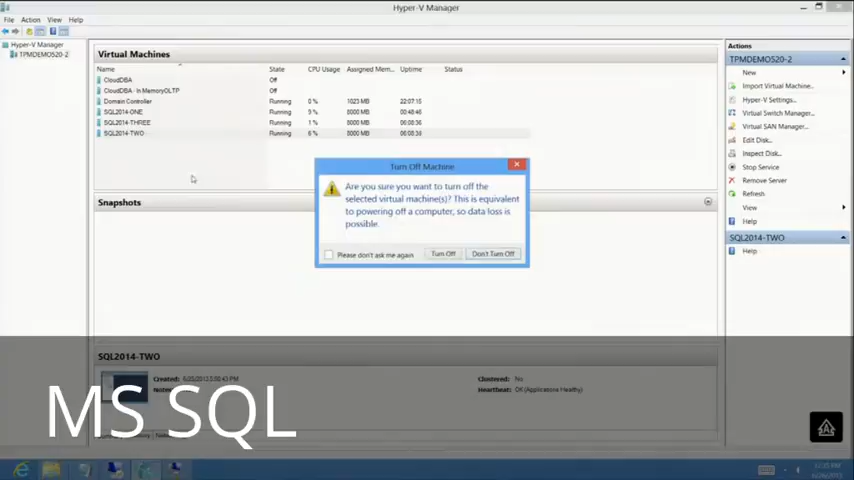 Hyper-V Manager
File Action View Help
Hyper-V Manager
TPMDEMO520-2
Virtual Machines
Name State CPU Usage Assigned Mem... Uptime Status
CloudDBA Off
CloudDBA - In MemoryOLTP Off
Domain Controller Running 0 % 1023 MB 22:07:16
SQL2014-ONE Running 5 % 8000 MB 00:48:46
SQL2014-THREE Running 1 % 8000 MB 00:08:36
SQL2014-TWO Running 6 % 8000 MB 00:08:38
Turn Off Machine
Are you sure you want to turn off the
selected virtual machine(s)? This is equivalent
to powering off a computer, so data loss is
possible.
Please don't ask me again
Turn Off
Don't Turn Off
Snapshots
SQL2014-TWO
Created:
Clustered: No
Heartbeat: OK (Applications Healthy)
MS SQL
Actions
TPMDEMO520-2
New
Import Virtual Machine...
Hyper-V Settings...
Virtual Switch Manager...
Virtual SAN Manager...
Edit Disk...
Inspect Disk...
Stop Service
Remove Server
Refresh
View
Help
SQL2014-TWO
Help